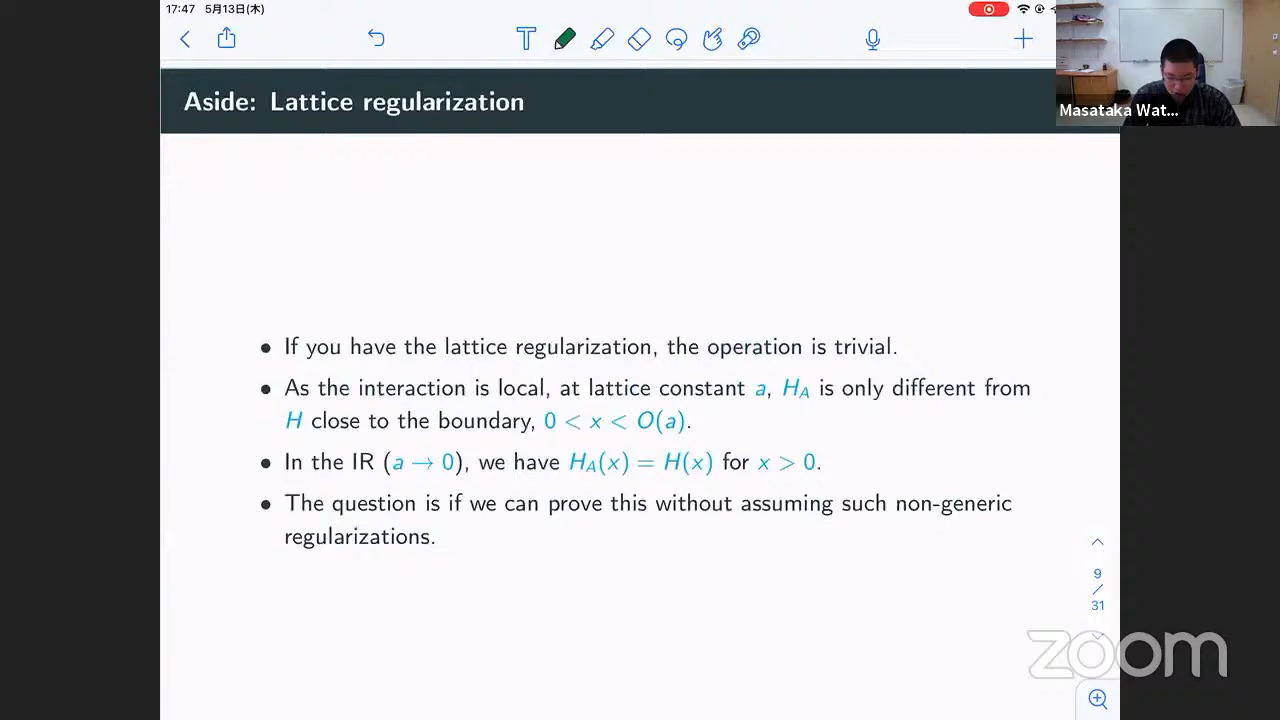 17:47 5月13日(木)
Aside: Lattice regularization
Masataka Wat...
• If you have the lattice regularization, the operation is trivial.
• As the interaction is local, at lattice constant a, H_A is only different from
H close to the boundary, 0 < x < O(a).
• In the IR (a → 0), we have H_A(x) = H(x) for x > 0.
• The question is if we can prove this without assuming such non-generic
regularizations.
9
/
31
zoom